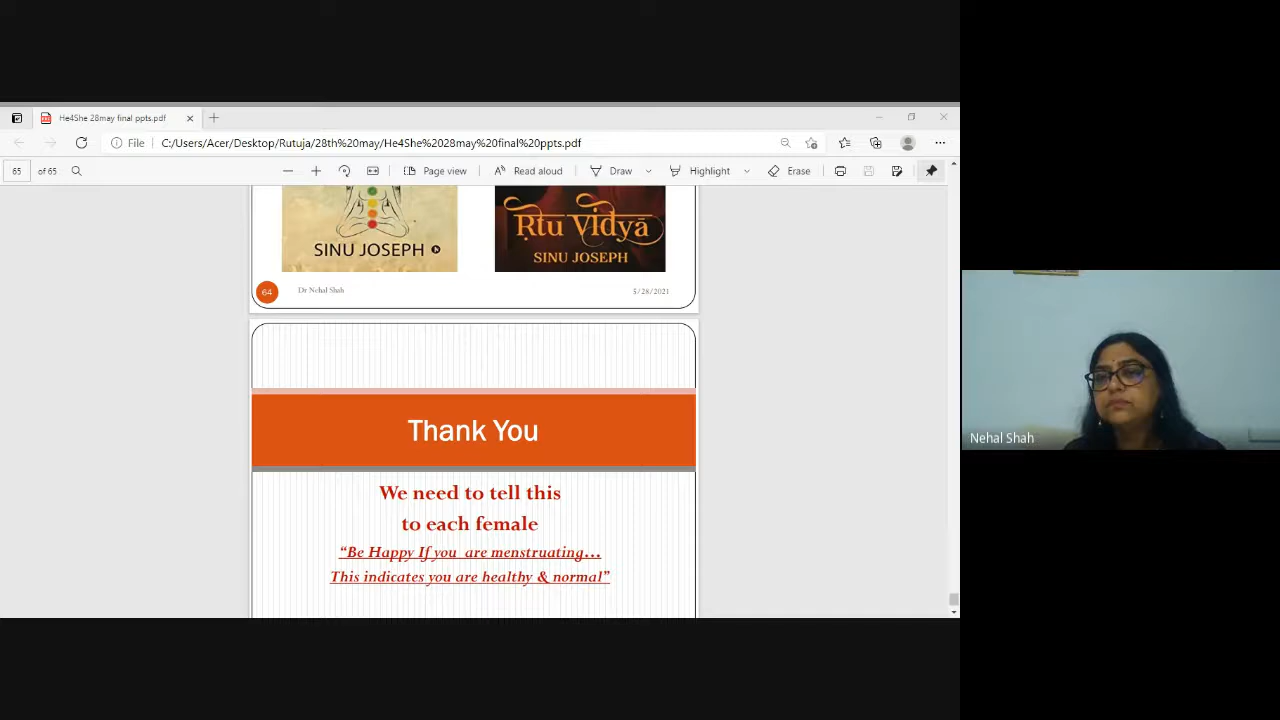 He4She 28may final ppts.pdf
File C:/Users/Acer/Desktop/Rutuja/28th%20may/He4She%2028may%20final%20ppts.pdf
65 of 65 Page view Read aloud Draw Highlight Erase
SINU JOSEPH
Ṛtu Vidyā
SINU JOSEPH
64 Dr Nehal Shah 5/28/2021
Thank You
We need to tell this
to each female
“Be Happy If you are menstruating...
This indicates you are healthy & normal”
Nehal Shah